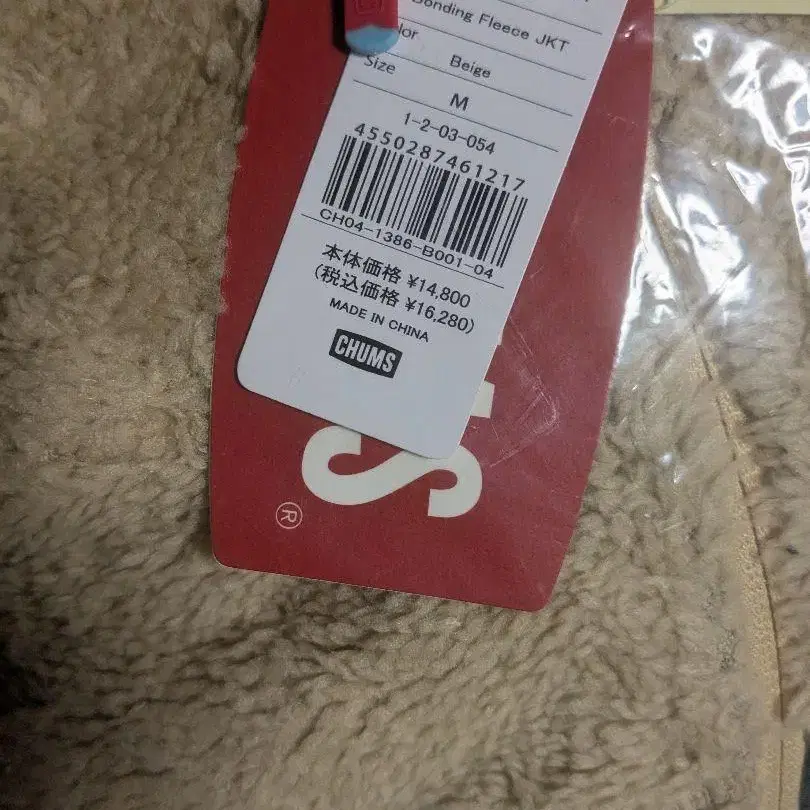 Bonding Fleece JKT
Color Beige
Size M
1-2-03-054
4550287461217
CH04-1386-B001-04
本体価格 ¥14,800
(税込価格 ¥16,280)
MADE IN CHINA
CHUMS
S
®